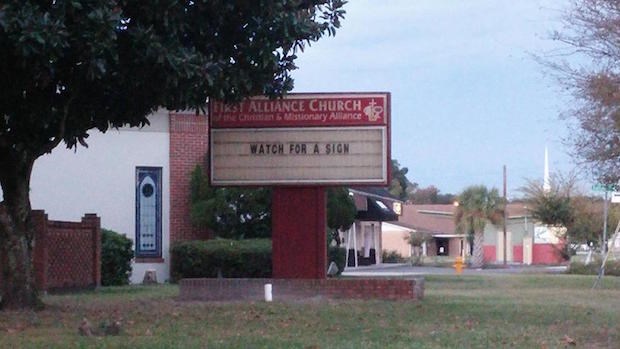 First Alliance Church
of the Christian & Missionary Alliance
WATCH FOR A SIGN